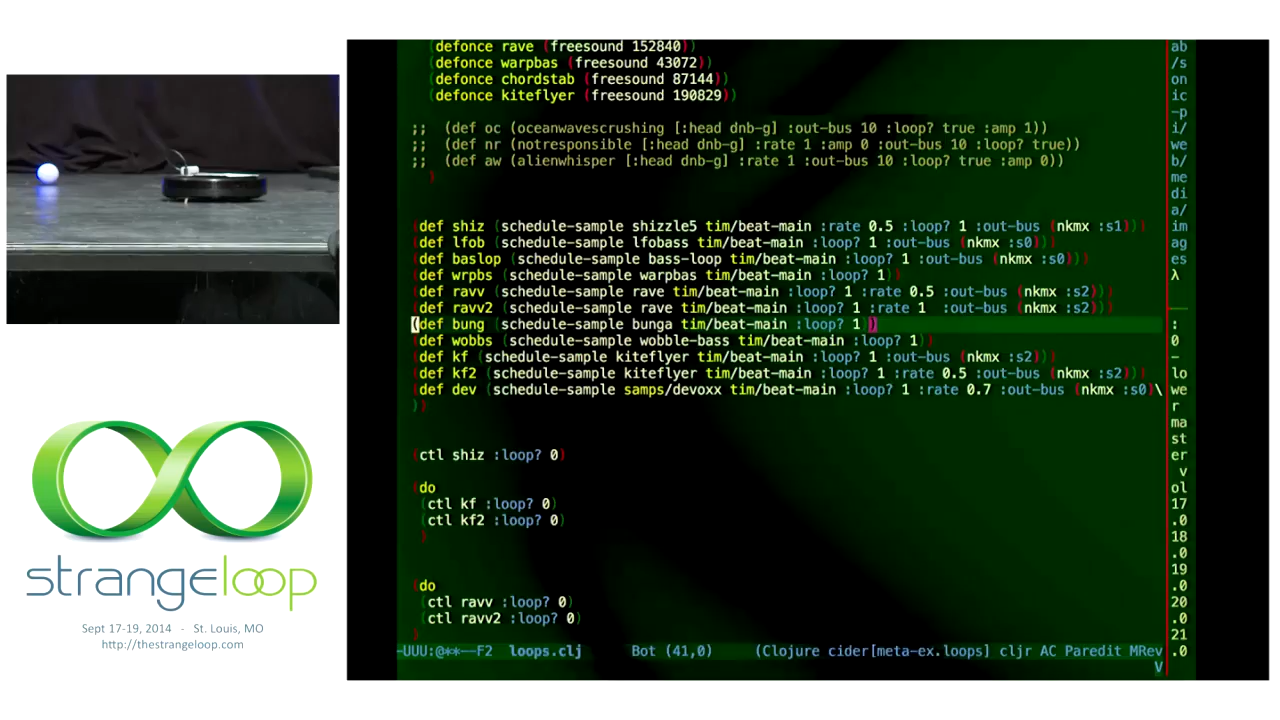 (defonce rave (freesound 152840))
(defonce warpbas (freesound 43072))
(defonce chordstab (freesound 87144))
(defonce kiteflyer (freesound 190829))
;;  (def oc (oceanwavescrushing [:head dnb-g] :out-bus 10 :loop? true :amp 1))
;;  (def nr (notresponsible [:head dnb-g] :rate 1 :amp 0 :out-bus 10 :loop? true))
;;  (def aw (alienwhisper [:head dnb-g] :rate 1 :out-bus 10 :loop? true :amp 0))
)
(def shiz (schedule-sample shizzle5 tim/beat-main :rate 0.5 :loop? 1 :out-bus (nkmx :s1)))
(def lfob (schedule-sample lfobass tim/beat-main :loop? 1 :out-bus (nkmx :s0)))
(def baslop (schedule-sample bass-loop tim/beat-main :loop? 1 :out-bus (nkmx :s0)))
(def wrpbs (schedule-sample warpbas tim/beat-main :loop? 1))
(def ravv (schedule-sample rave tim/beat-main :loop? 1 :rate 0.5 :out-bus (nkmx :s2)))
(def ravv2 (schedule-sample rave tim/beat-main :loop? 1 :rate 1  :out-bus (nkmx :s2)))
(def bung (schedule-sample bunga tim/beat-main :loop? 1))
(def wobbs (schedule-sample wobble-bass tim/beat-main :loop? 1))
(def kf (schedule-sample kiteflyer tim/beat-main :loop? 1 :out-bus (nkmx :s2)))
(def kf2 (schedule-sample kiteflyer tim/beat-main :loop? 1 :rate 0.5 :out-bus (nkmx :s2)))
(def dev (schedule-sample samps/devoxx tim/beat-main :loop? 1 :rate 0.7 :out-bus (nkmx :s0)\
))
(ctl shiz :loop? 0)
(do
(ctl kf :loop? 0)
(ctl kf2 :loop? 0)
)
(do
(ctl ravv :loop? 0)
(ctl ravv2 :loop? 0)
)
-UUU:@**--F2  loops.clj      Bot (41,0)     (Clojure cider[meta-ex.loops] cljr AC Paredit MRev
V
ab
/s
on
ic
-p
i/
we
b/
me
di
a/
im
ag
es
λ
:
0
-
lo
we
r
ma
st
er
v
ol
17
.0
18
.0
19
.0
20
.0
21
.0
strangeloop
Sept 17-19, 2014  -  St. Louis, MO
http://thestrangeloop.com